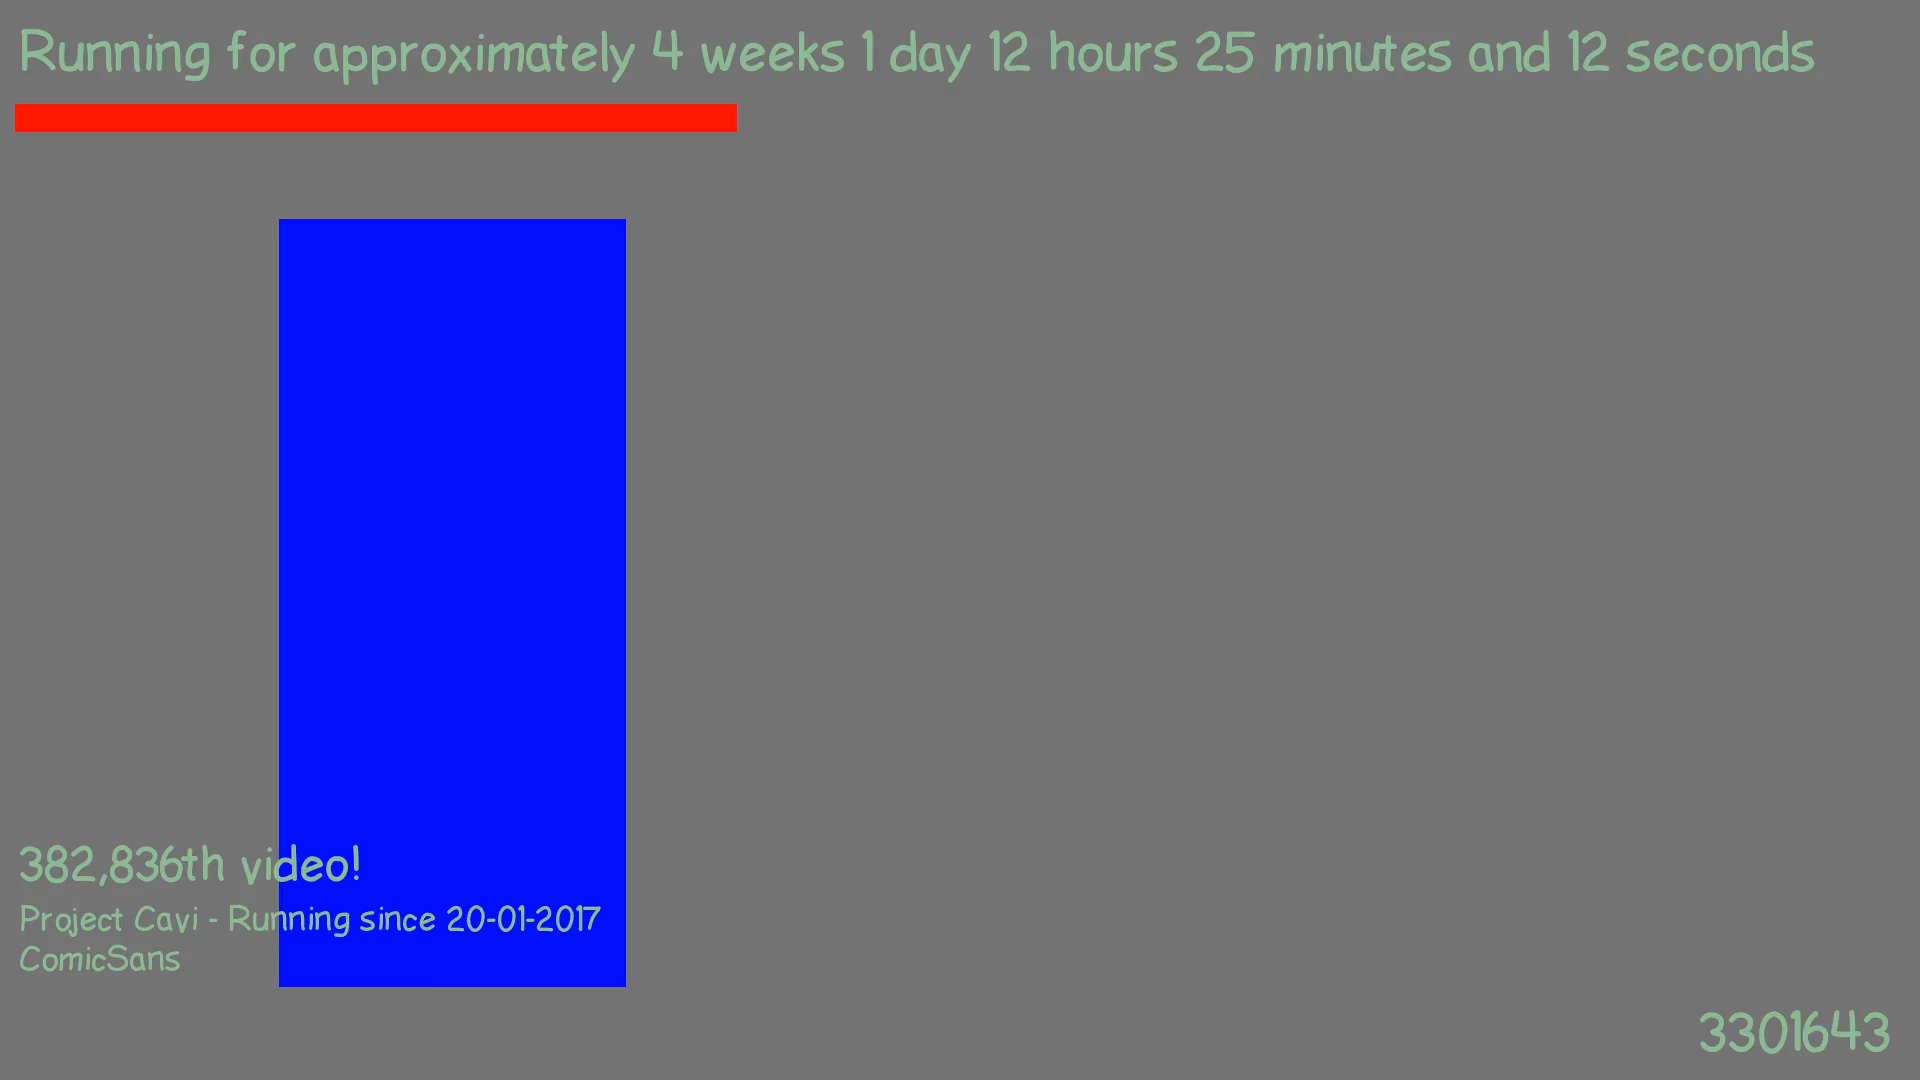 Running for approximately 4 weeks 1 day 12 hours 25 minutes and 12 seconds
382,836th video!
Project Cavi - Running since 20-01-2017
ComicSans
3301643